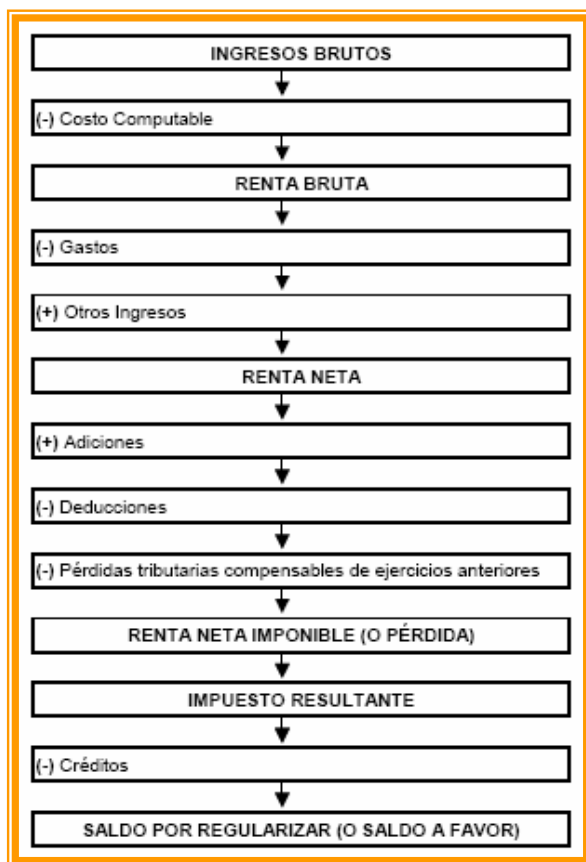 INGRESOS BRUTOS
(-) Costo Computable
RENTA BRUTA
(-) Gastos
(+) Otros Ingresos
RENTA NETA
(+) Adiciones
(-) Deducciones
(-) Pérdidas tributarias compensables de ejercicios anteriores
RENTA NETA IMPONIBLE (O PÉRDIDA)
IMPUESTO RESULTANTE
(-) Créditos
SALDO POR REGULARIZAR (O SALDO A FAVOR)